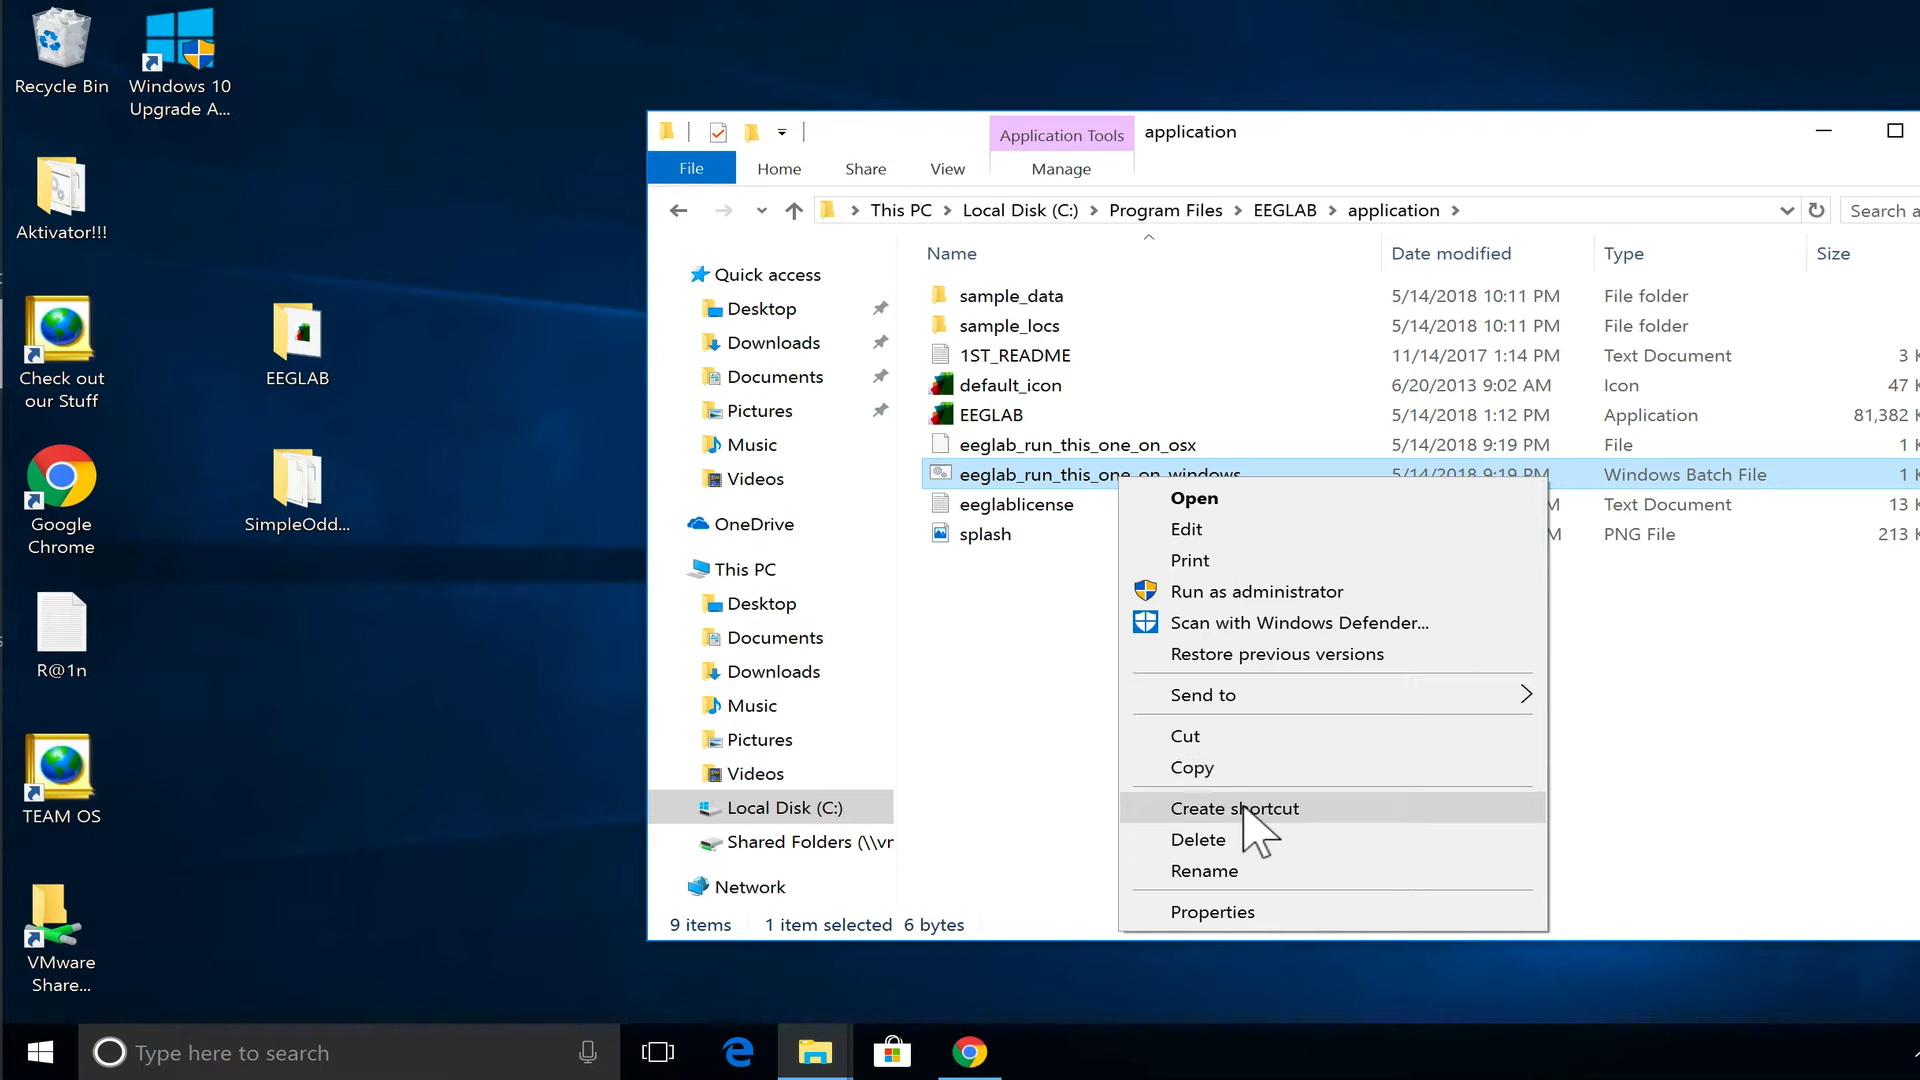 Recycle Bin
Windows 10
Upgrade A...
Aktivator!!!
Check out
our Stuff
EEGLAB
Google
Chrome
SimpleOdd...
R@1n
TEAM OS
VMware
Share...
Application Tools
application
File
Home
Share
View
Manage
This PC
Local Disk (C:)
Program Files
EEGLAB
application
Search a
Name
Date modified
Type
Size
Quick access
Desktop
Downloads
Documents
Pictures
Music
Videos
OneDrive
This PC
Desktop
Documents
Downloads
Music
Pictures
Videos
Local Disk (C:)
Shared Folders (\\vr
Network
sample_data 5/14/2018 10:11 PM File folder
sample_locs 5/14/2018 10:11 PM File folder
1ST_README 11/14/2017 1:14 PM Text Document 3 K
default_icon 6/20/2013 9:02 AM Icon 47 K
EEGLAB 5/14/2018 1:12 PM Application 81,382 K
eeglab_run_this_one_on_osx 5/14/2018 9:19 PM File 1 K
eeglab_run_this_one_on_windows 5/14/2018 9:19 PM Windows Batch File 1 K
eeglablicense M Text Document 13 K
splash M PNG File 213 K
Open
Edit
Print
Run as administrator
Scan with Windows Defender...
Restore previous versions
Send to
Cut
Copy
Create shortcut
Delete
Rename
Properties
9 items 1 item selected 6 bytes
Type here to search